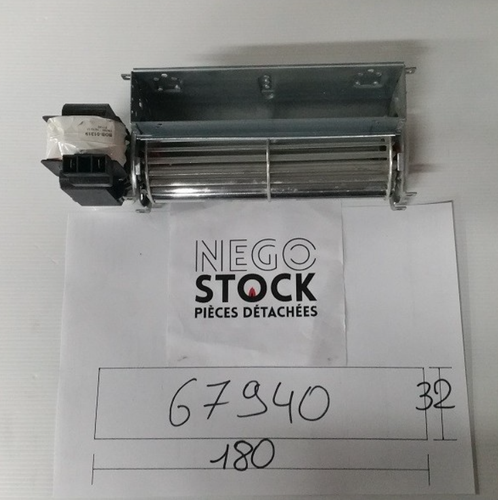 NEGO
STOCK
PIÈCES DÉTACHÉES
67940
32
180